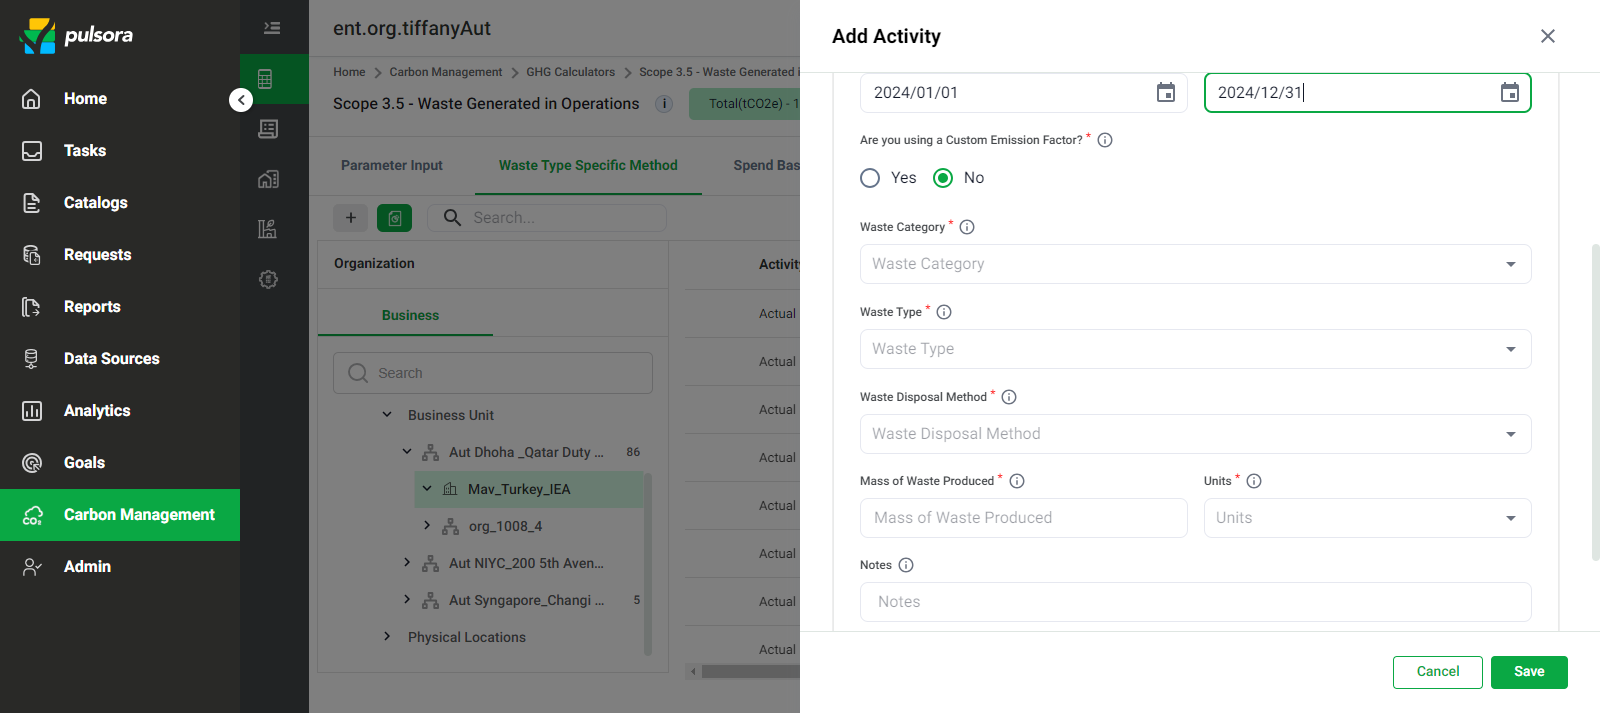 pulsora
Home
Tasks
Catalogs
Requests
Reports
Data Sources
Analytics
Goals
Carbon Management
Admin
ent.org.tiffanyAut
Home > Carbon Management > GHG Calculators > Scope 3.5 - Waste Generated
Scope 3.5 - Waste Generated in Operations
Total(tCO2e) - 1
Parameter Input
Waste Type Specific Method
Spend Bas
+
Search...
Organization
Business
Search
Business Unit
Aut Dhoha _Qatar Duty ... 86
Mav_Turkey_IEA
org_1008_4
Aut NIYC_200 5th Aven...
Aut Syngapore_Changi ... 5
Physical Locations
Activity
Actual
Actual
Actual
Actual
Actual
Actual
Actual
Actual
Add Activity
2024/01/01
2024/12/31
Are you using a Custom Emission Factor? *
Yes
No
Waste Category *
Waste Category
Waste Type *
Waste Type
Waste Disposal Method *
Waste Disposal Method
Mass of Waste Produced *
Units *
Mass of Waste Produced
Units
Notes
Notes
Cancel
Save